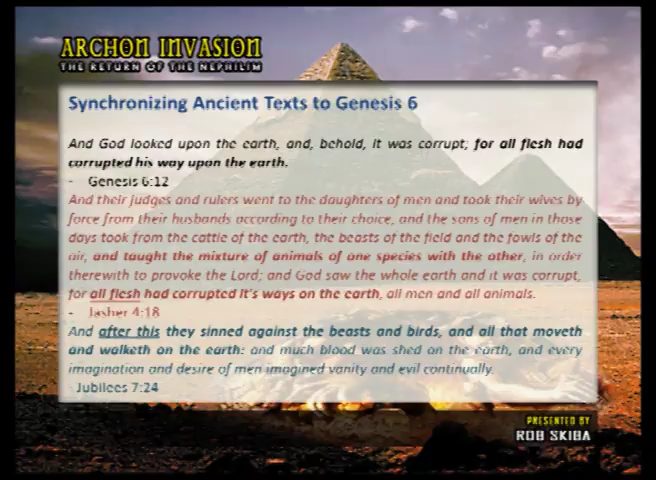 ARCHON INVASION
THE RETURN OF THE NEPHILIM
Synchronizing Ancient Texts to Genesis 6
And God looked upon the earth, and, behold, it was corrupt; for all flesh had
corrupted his way upon the earth.
- Genesis 6:12
And their judges and rulers went to the daughters of men and took their wives by
force from their husbands according to their choice, and the sons of men in those
days took from the cattle of the earth, the beasts of the field and the fowls of the
air, and taught the mixture of animals of one species with the other, in order
therewith to provoke the Lord; and God saw the whole earth and it was corrupt,
for all flesh had corrupted it's ways on the earth, all men and all animals.
- Jasher 4:18
And after this they sinned against the beasts and birds, and all that moveth
and walketh on the earth: and much blood was shed on the earth, and every
imagination and desire of men imagined vanity and evil continually.
- Jubilees 7:24
PRESENTED BY
ROB SKIBA